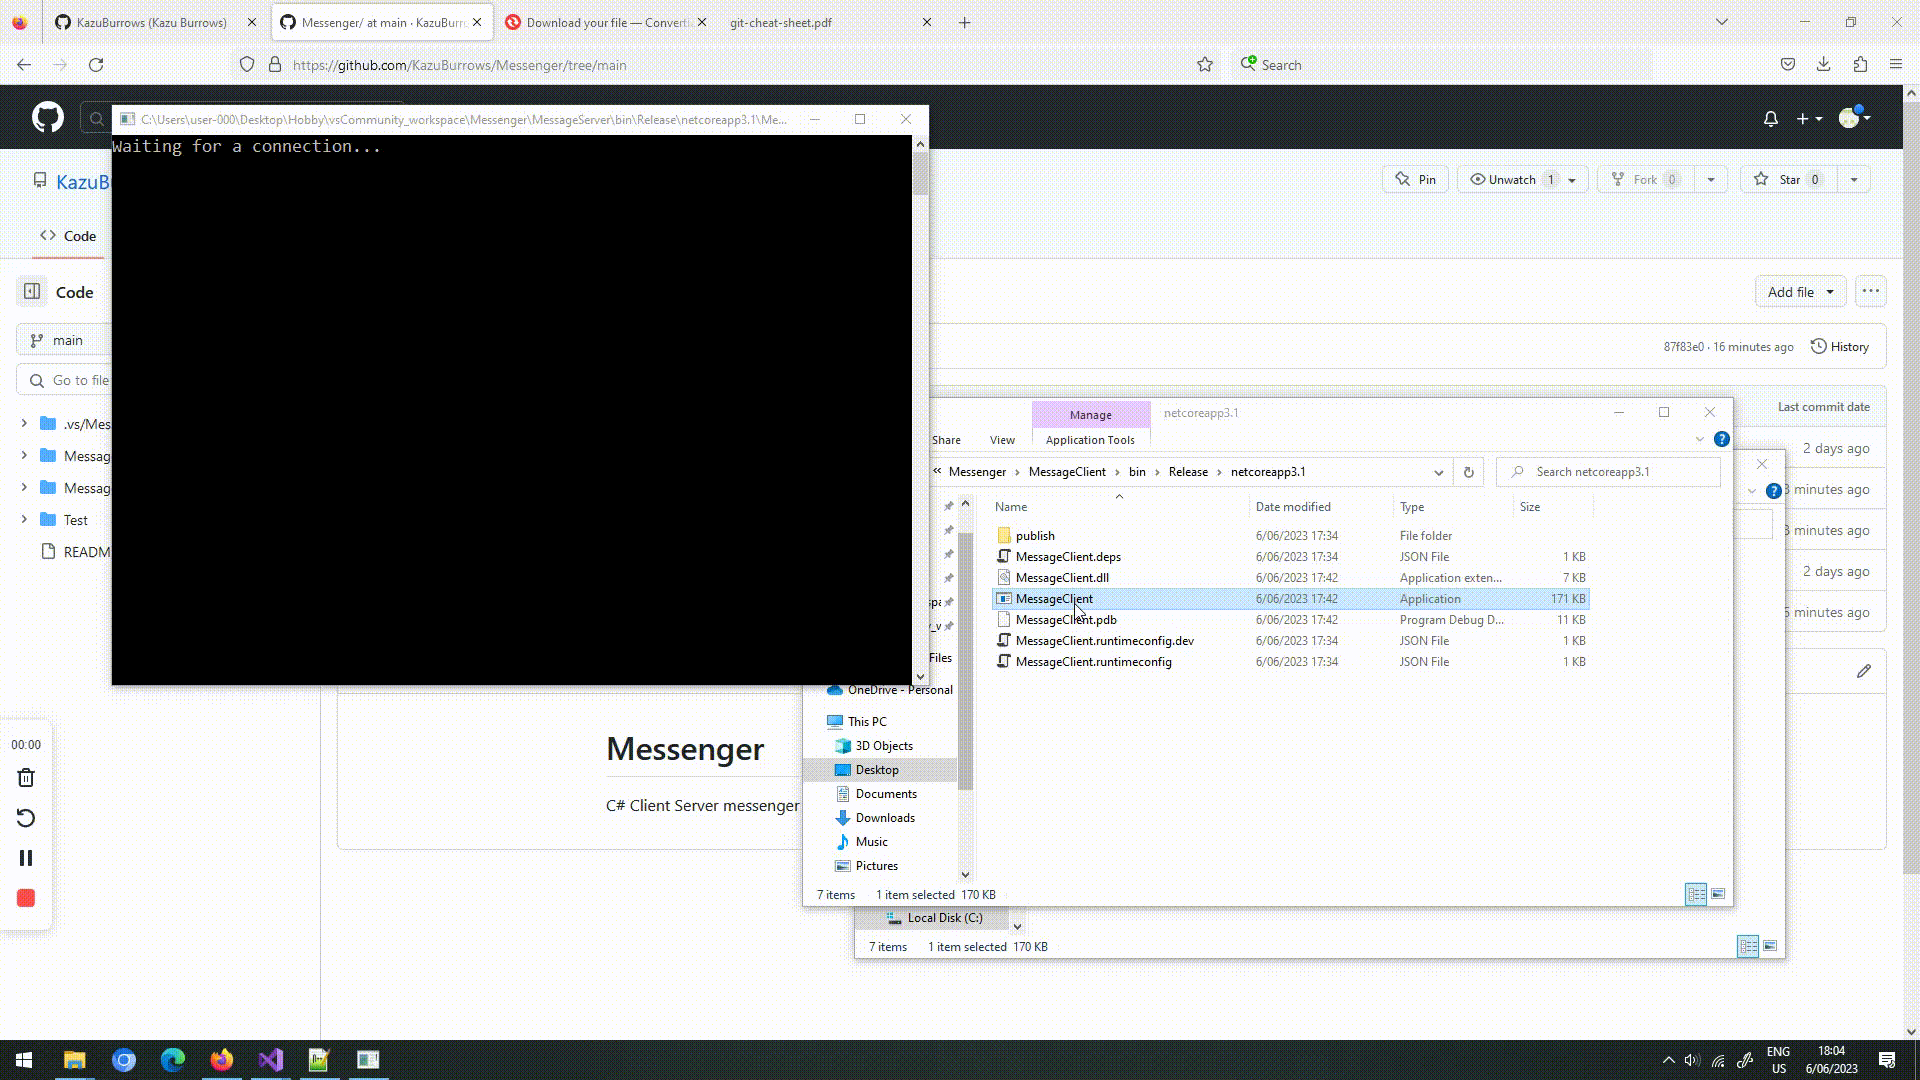 KazuBurrows (Kazu Burrows)
Messenger/ at main · KazuBurro
Download your file — Converti
git-cheat-sheet.pdf
https://github.com/KazuBurrows/Messenger/tree/main
Search
C:\Users\user-000\Desktop\Hobby\vsCommunity_workspace\Messenger\MessageServer\bin\Release\netcoreapp3.1\Me...
Waiting for a connection...
KazuB
Pin
Unwatch 1
Fork 0
Star 0
Code
Code
Add file
main
87f83e0 · 16 minutes ago
History
Go to file
Last commit date
.vs/Mes
2 days ago
Messag
3 minutes ago
Messag
3 minutes ago
Test
2 days ago
READM
6 minutes ago
Manage
netcoreapp3.1
Share
View
Application Tools
« Messenger › MessageClient › bin › Release › netcoreapp3.1
Search netcoreapp3.1
Name
Date modified
Type
Size
publish 6/06/2023 17:34 File folder
MessageClient.deps 6/06/2023 17:34 JSON File 1 KB
MessageClient.dll 6/06/2023 17:42 Application exten... 7 KB
MessageClient 6/06/2023 17:42 Application 171 KB
MessageClient.pdb 6/06/2023 17:42 Program Debug D... 11 KB
MessageClient.runtimeconfig.dev 6/06/2023 17:34 JSON File 1 KB
MessageClient.runtimeconfig 6/06/2023 17:34 JSON File 1 KB
Files
OneDrive - Personal
This PC
3D Objects
Desktop
Documents
Downloads
Music
Pictures
7 items 1 item selected 170 KB
Local Disk (C:)
7 items 1 item selected 170 KB
00:00
Messenger
C# Client Server messenger
ENG
US
18:04
6/06/2023